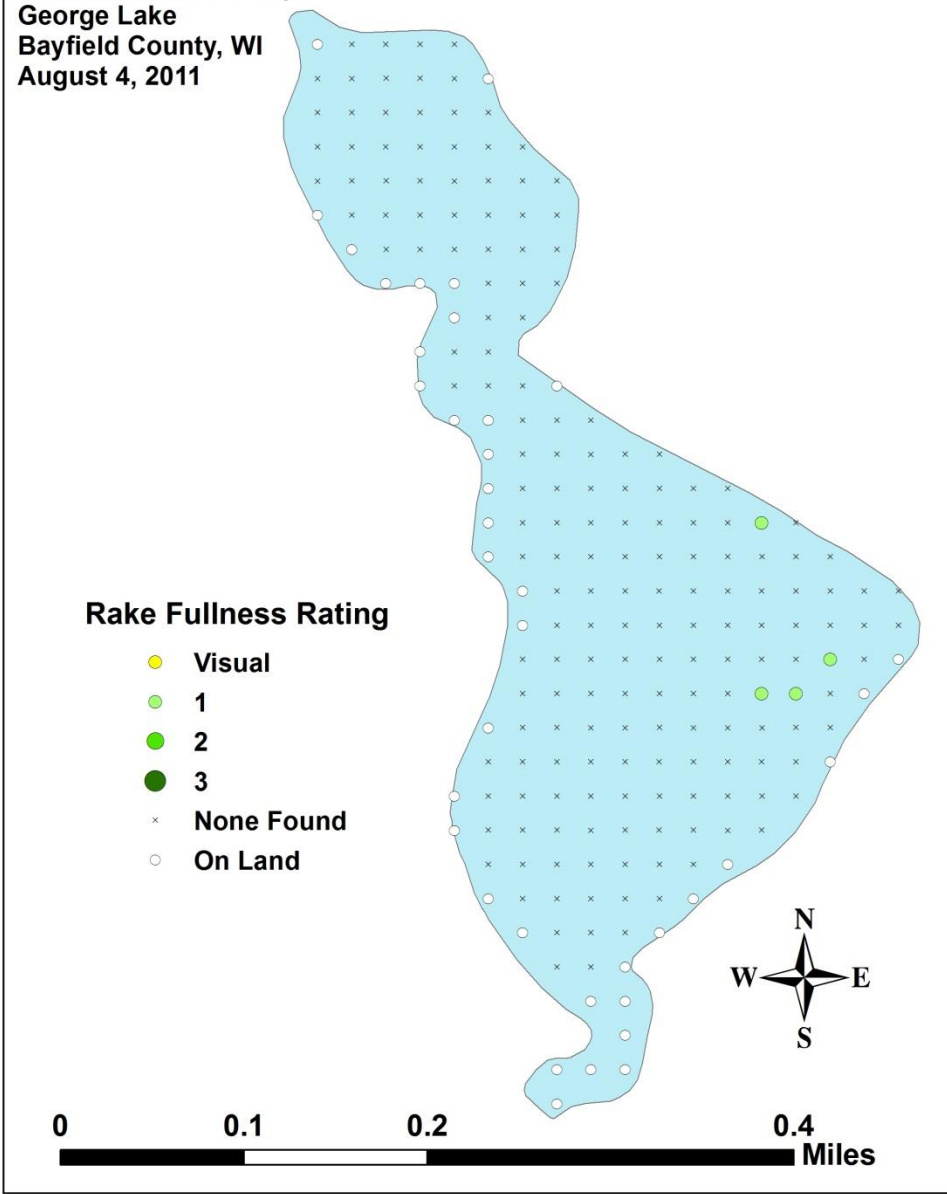 George Lake
Bayfield County, WI
August 4, 2011
Rake Fullness Rating
Visual
1
2
3
None Found
On Land
N
W E
S
0 0.1 0.2 0.4
Miles